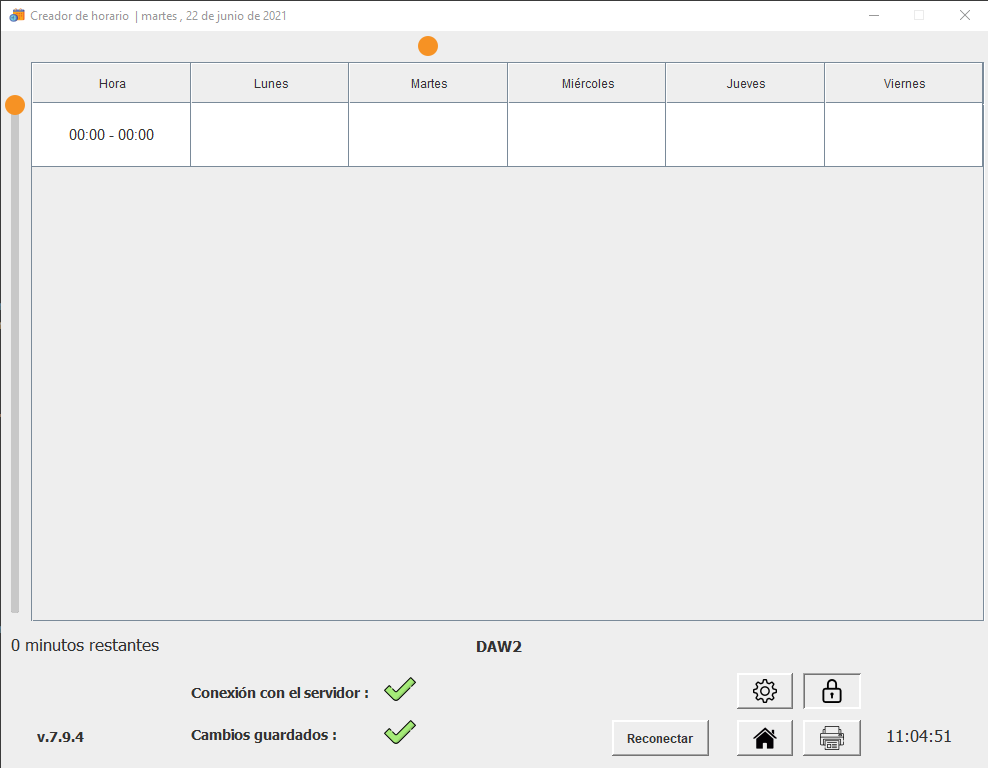 Creador de horario | martes , 22 de junio de 2021
Hora Lunes Martes Miércoles Jueves Viernes
00:00 - 00:00
0 minutos restantes DAW2
Conexión con el servidor :
v.7.9.4 Cambios guardados : Reconectar 11:04:51